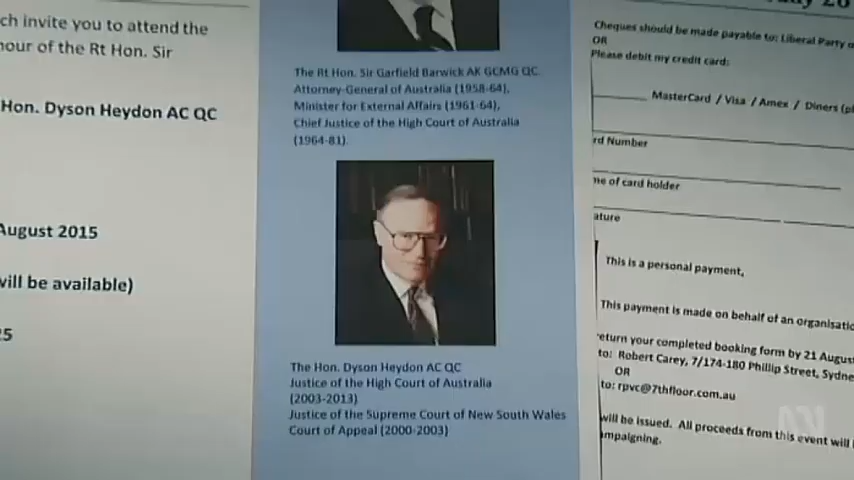 ch invite you to attend the
our of the Rt Hon. Sir
Hon. Dyson Heydon AC QC
August 2015
will be available)
The Rt Hon. Sir Garfield Barwick AK GCMG QC.
Attorney-General of Australia (1958-64),
Minister for External Affairs (1961-64),
Chief Justice of the High Court of Australia
(1964-81).
The Hon. Dyson Heydon AC QC
Justice of the High Court of Australia
(2003-2013)
Justice of the Supreme Court of New South Wales
Court of Appeal (2000-2003)
Cheques should be made payable to: Liberal Party
OR
Please debit my credit card:
MasterCard / Visa / Amex / Diners
rd Number
me of card holder
ature
This is a personal payment,
This payment is made on behalf of an organisatio
eturn your completed booking form by 21 August
to: Robert Carey, 7/174-180 Phillip Street, Sydne
OR
to: rpvc@7thfloor.com.au
will be issued. All proceeds from this event will
mpaigning.